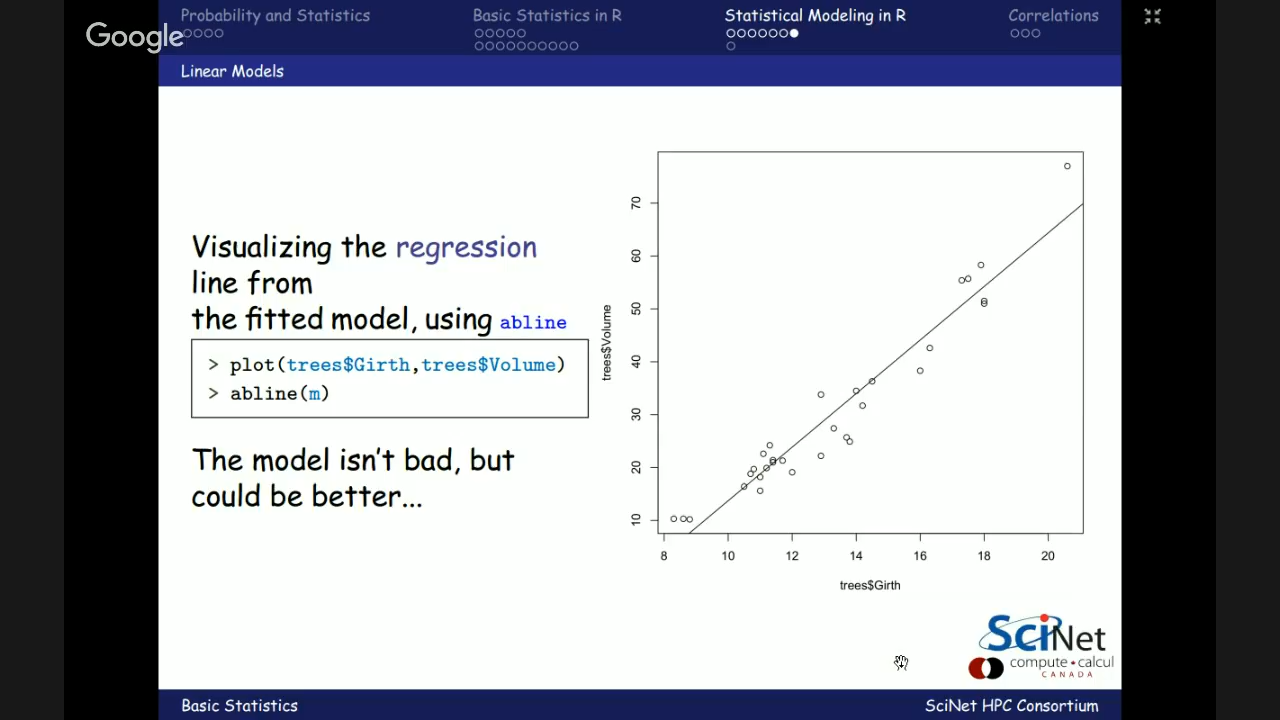 Probability and Statistics
Basic Statistics in R
Statistical Modeling in R
Correlations
Google
Linear Models
Visualizing the regression
line from
the fitted model, using abline
> plot(trees$Girth,trees$Volume)
> abline(m)
The model isn't bad, but
could be better...
trees$Volume
70
60
50
40
30
20
10
8 10 12 14 16 18 20
trees$Girth
SciNet
compute • calcul
CANADA
Basic Statistics
SciNet HPC Consortium